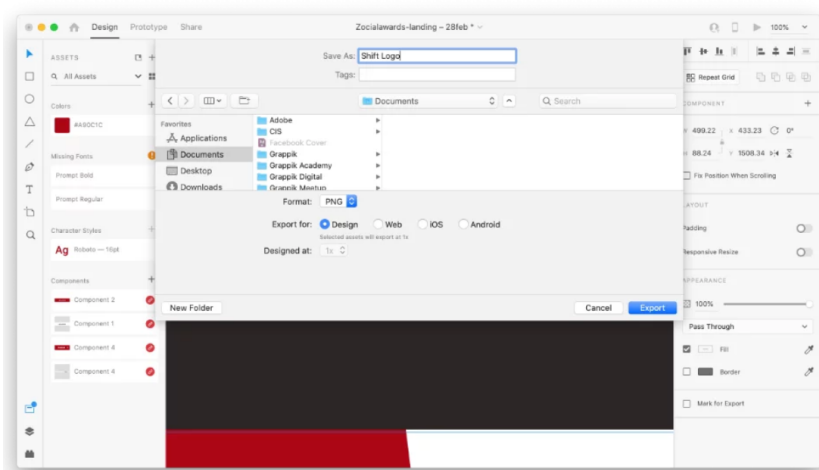 Design Prototype Share Zocialawards-landing – 28feb * 100%
Save As: Shift Logo
Tags:
ASSETS
All Assets
Repeat Grid
Documents
Search
Colors
COMPONENT
#A80C1C
Favorites
Applications
Documents
Desktop
Downloads
Adobe
CIS
Facebook Cover
Grappik
Grappik Academy
Grappik Digital
Grappik Meetup
499.22 433.23 0°
88.24 Y 1508.34
Missing Fonts
Prompt Bold
Prompt Regular
Fix Position When Scrolling
Format: PNG
LAYOUT
Export for: Design Web iOS Android
Selected assets will export at 1x
Padding
Character Styles
Designed at: 1x
Ag Roboto — 16pt
Responsive Resize
Components
APPEARANCE
Component 2
Component 1
Component 4
Component 4
New Folder Cancel Export
100%
Pass Through
Fill
Border
Mark for Export